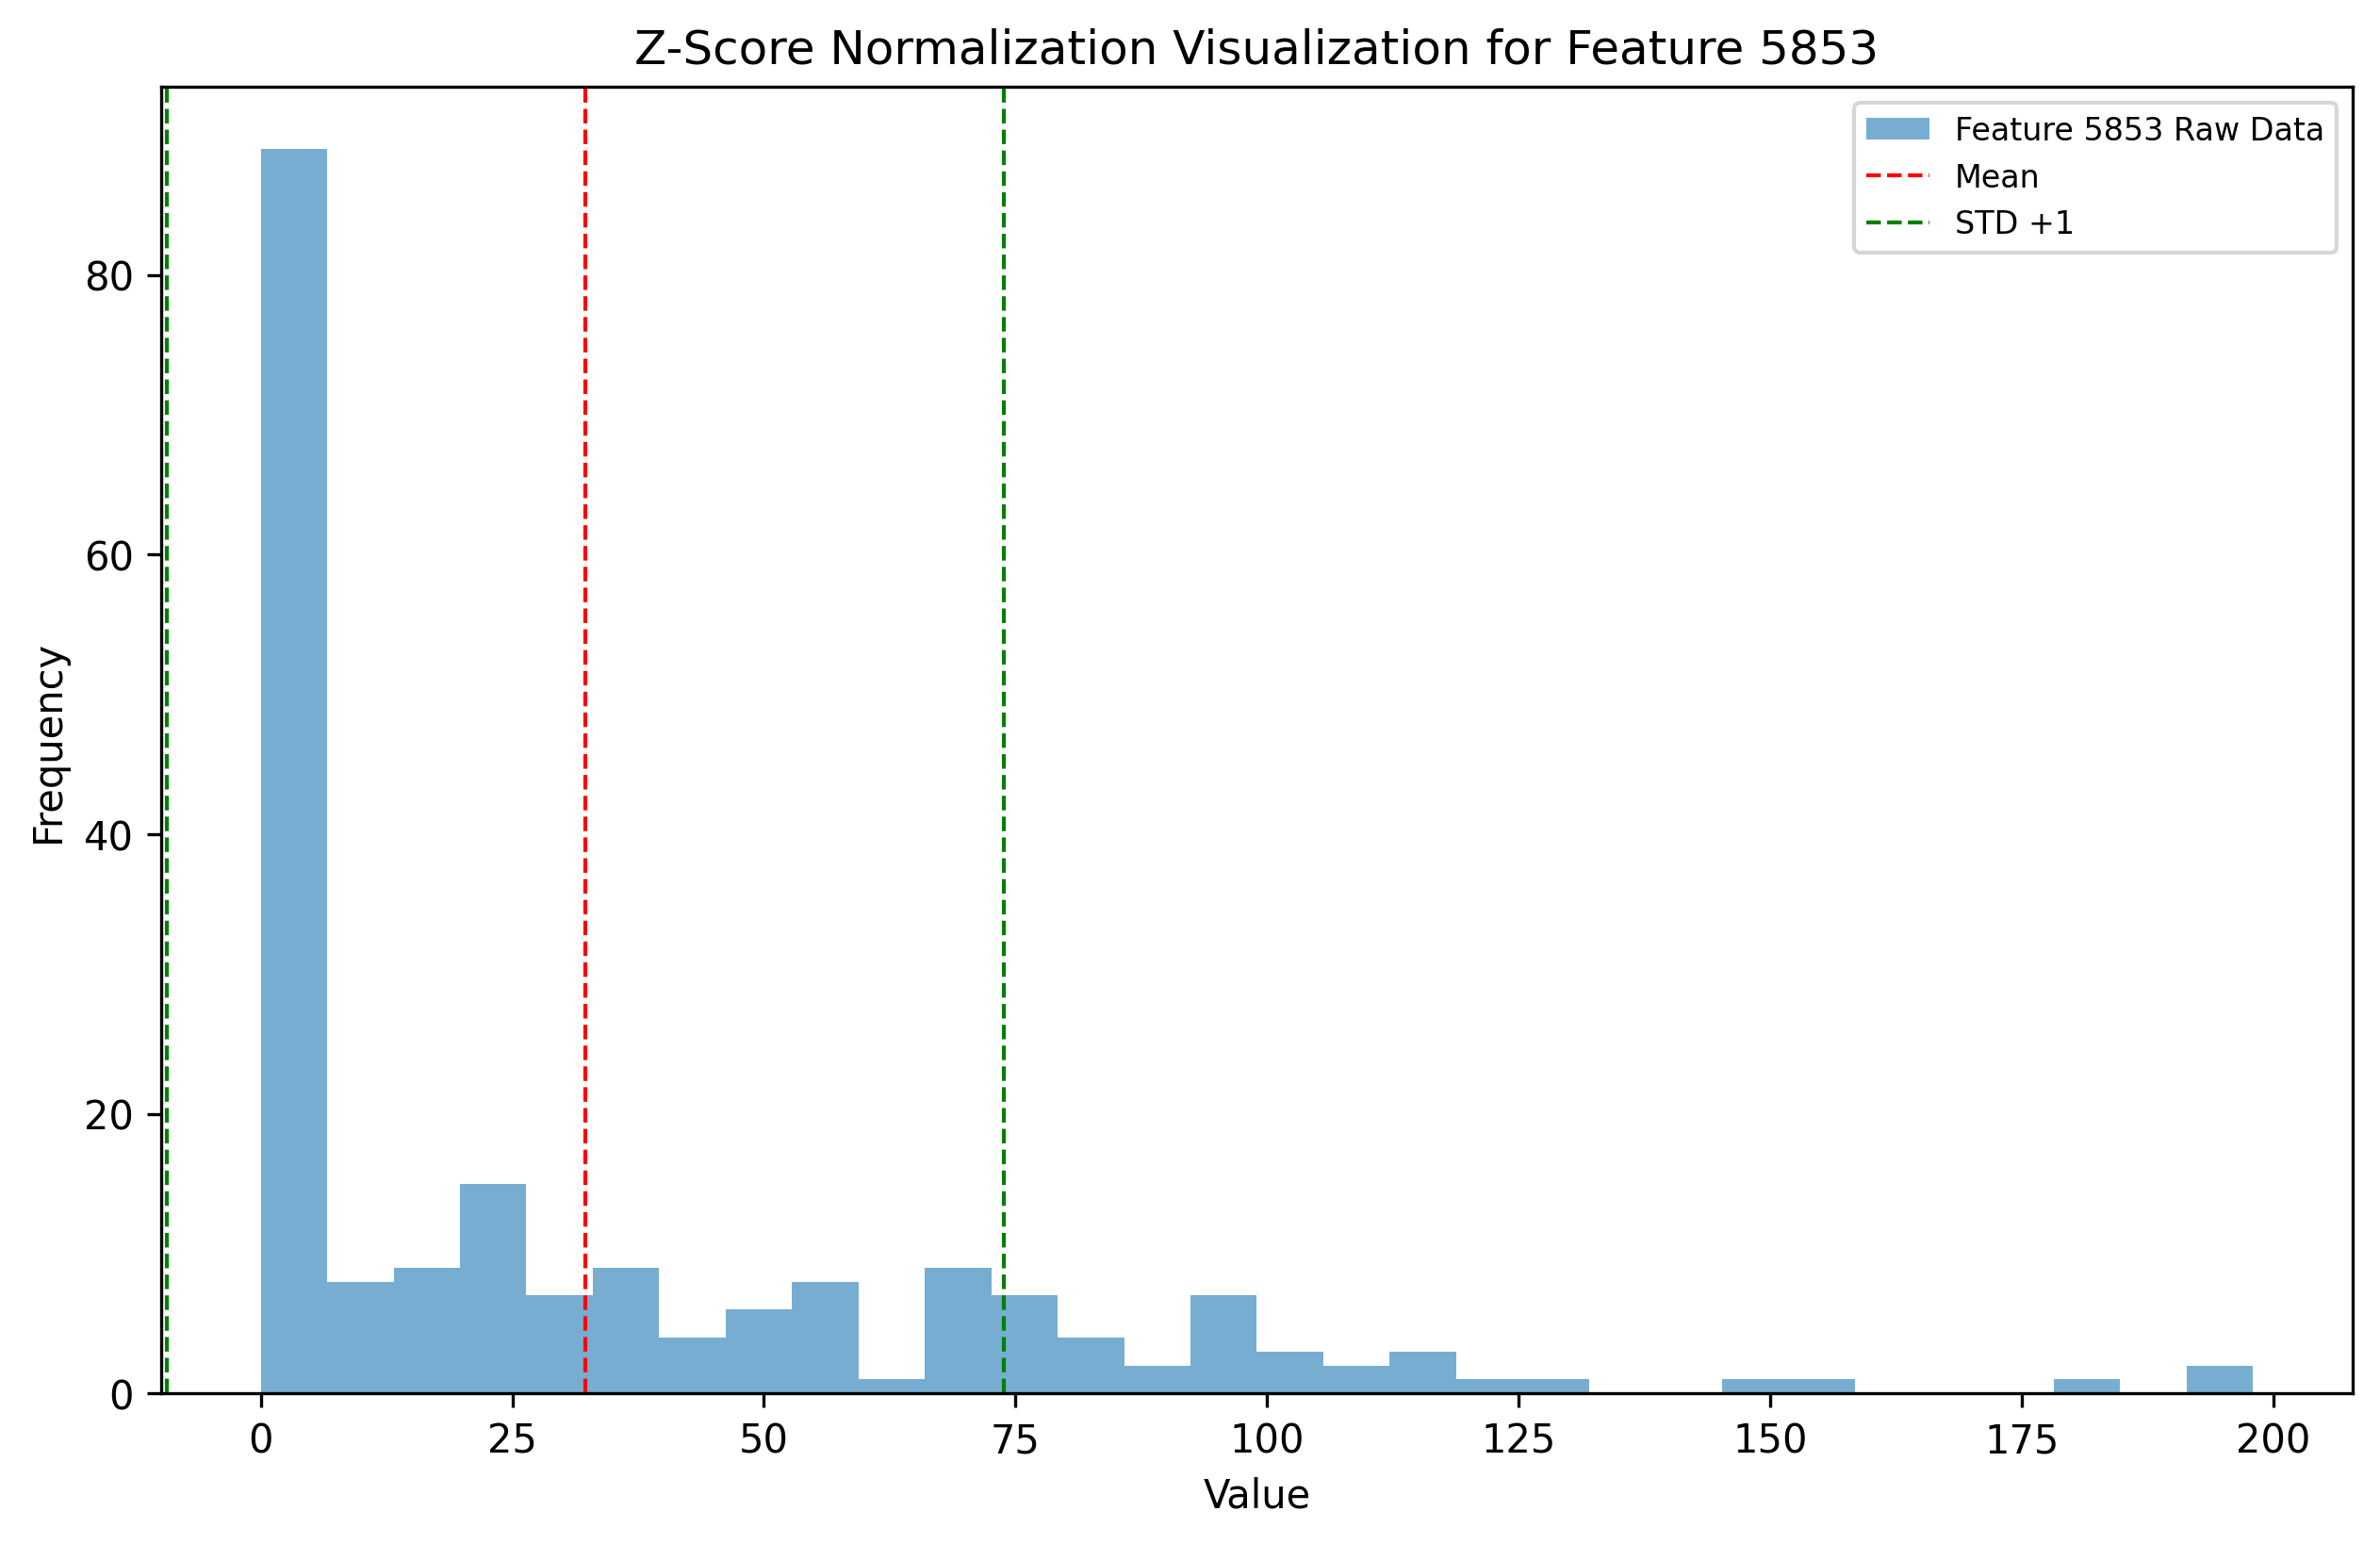 Z-Score Normalization Visualization for Feature 5853
Feature 5853 Raw Data
Mean
STD +1
80
60
40
20
0
Frequency
0 25 50 75 100 125 150 175 200
Value